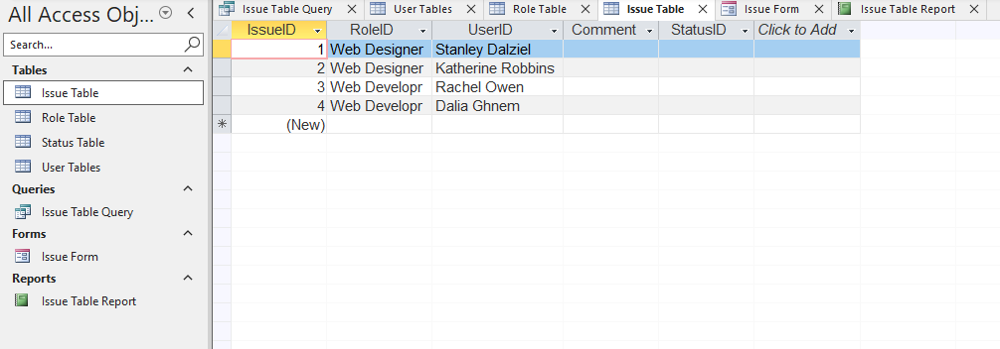 All Access Obj...
Search...
Tables
Issue Table
Role Table
Status Table
User Tables
Queries
Issue Table Query
Forms
Issue Form
Reports
Issue Table Report
Issue Table Query User Tables Role Table Issue Table Issue Form Issue Table Report
IssueID RoleID UserID Comment StatusID Click to Add
1 Web Designer Stanley Dalziel
2 Web Designer Katherine Robbins
3 Web Developr Rachel Owen
4 Web Developr Dalia Ghnem
(New)